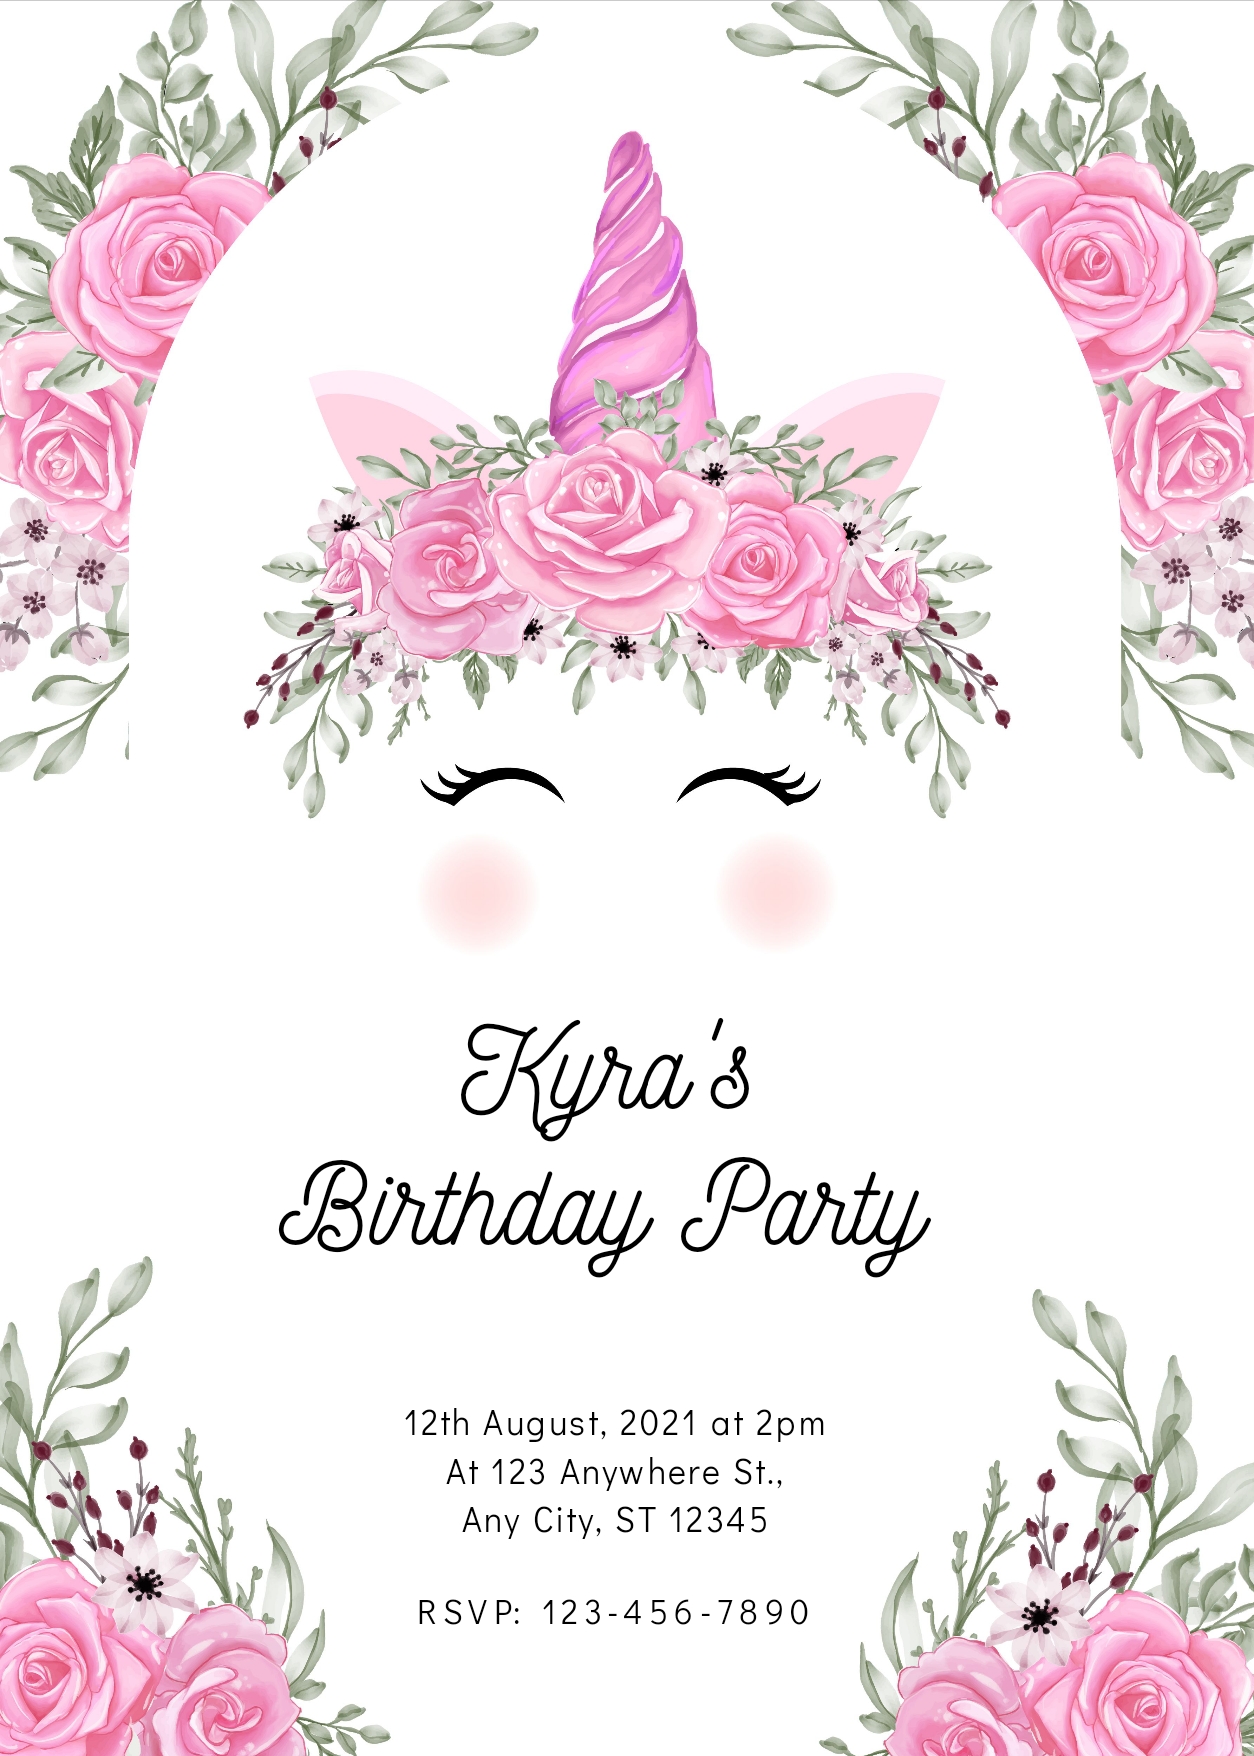 Kyra's
Birthday Party
12th August, 2021 at 2pm
At 123 Anywhere St.,
Any City, ST 12345
RSVP: 123-456-7890